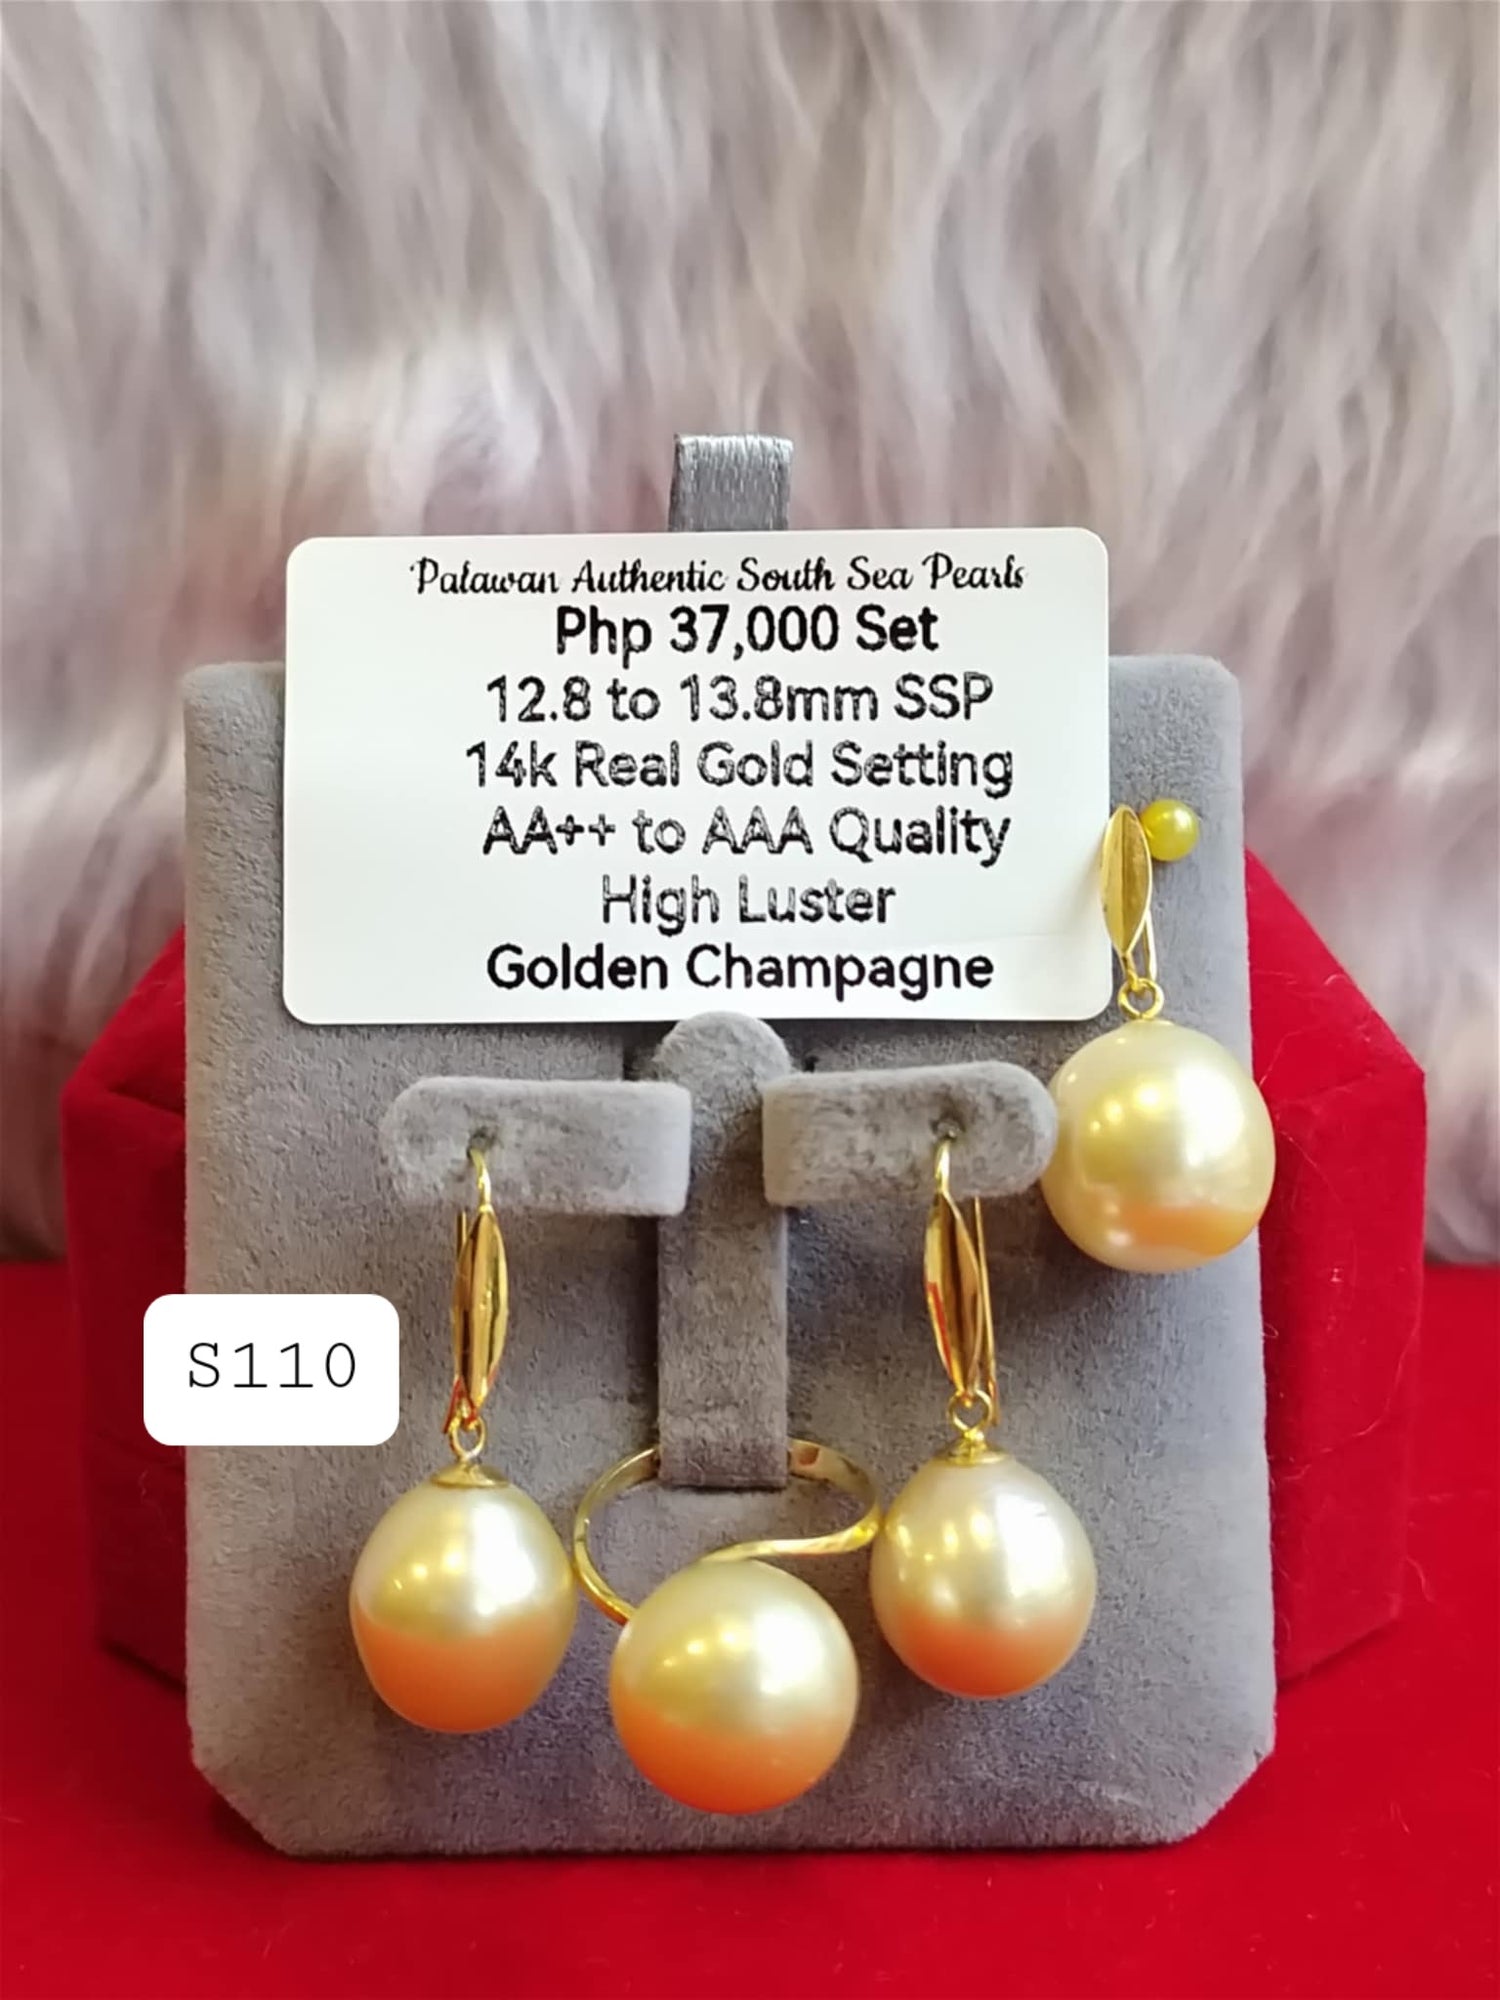 Palawan Authentic South Sea Pearls
Php 37,000 Set
12.8 to 13.8mm SSP
14k Real Gold Setting
AA++ to AAA Quality
High Luster
Golden Champagne
S110